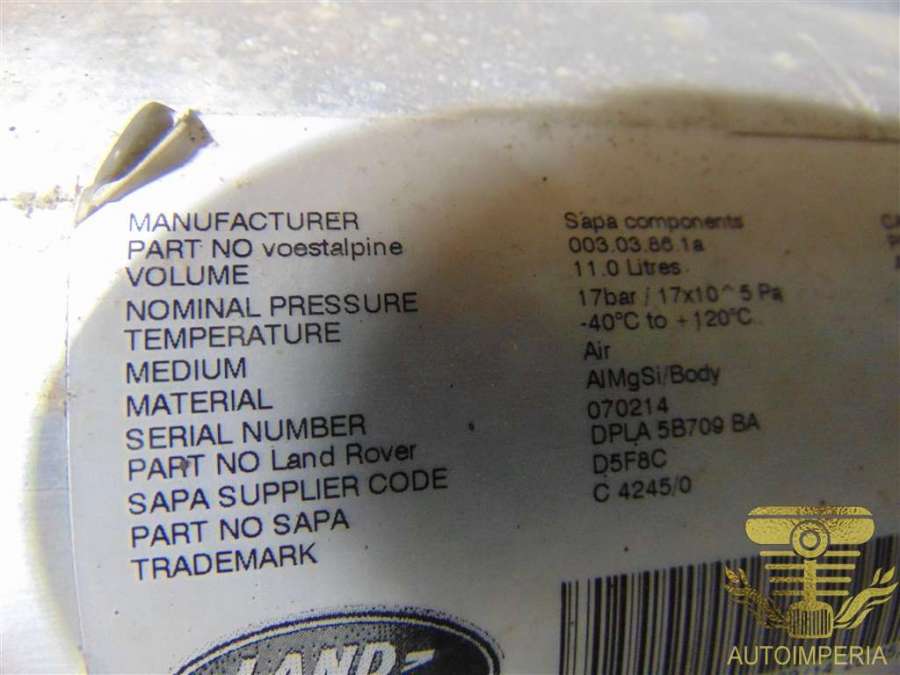 MANUFACTURER Sapa components
PART NO voestalpine 003.03.86.1a
VOLUME 11.0 Litres
NOMINAL PRESSURE 17bar / 17x10^5 Pa
TEMPERATURE -40°C to +120°C
MEDIUM Air
MATERIAL AlMgSi/Body
SERIAL NUMBER 070214
PART NO Land Rover DPLA 5B709 BA
SAPA SUPPLIER CODE D5F8C
PART NO SAPA C 4245/0
TRADEMARK
LAND-
AUTOIMPERIA